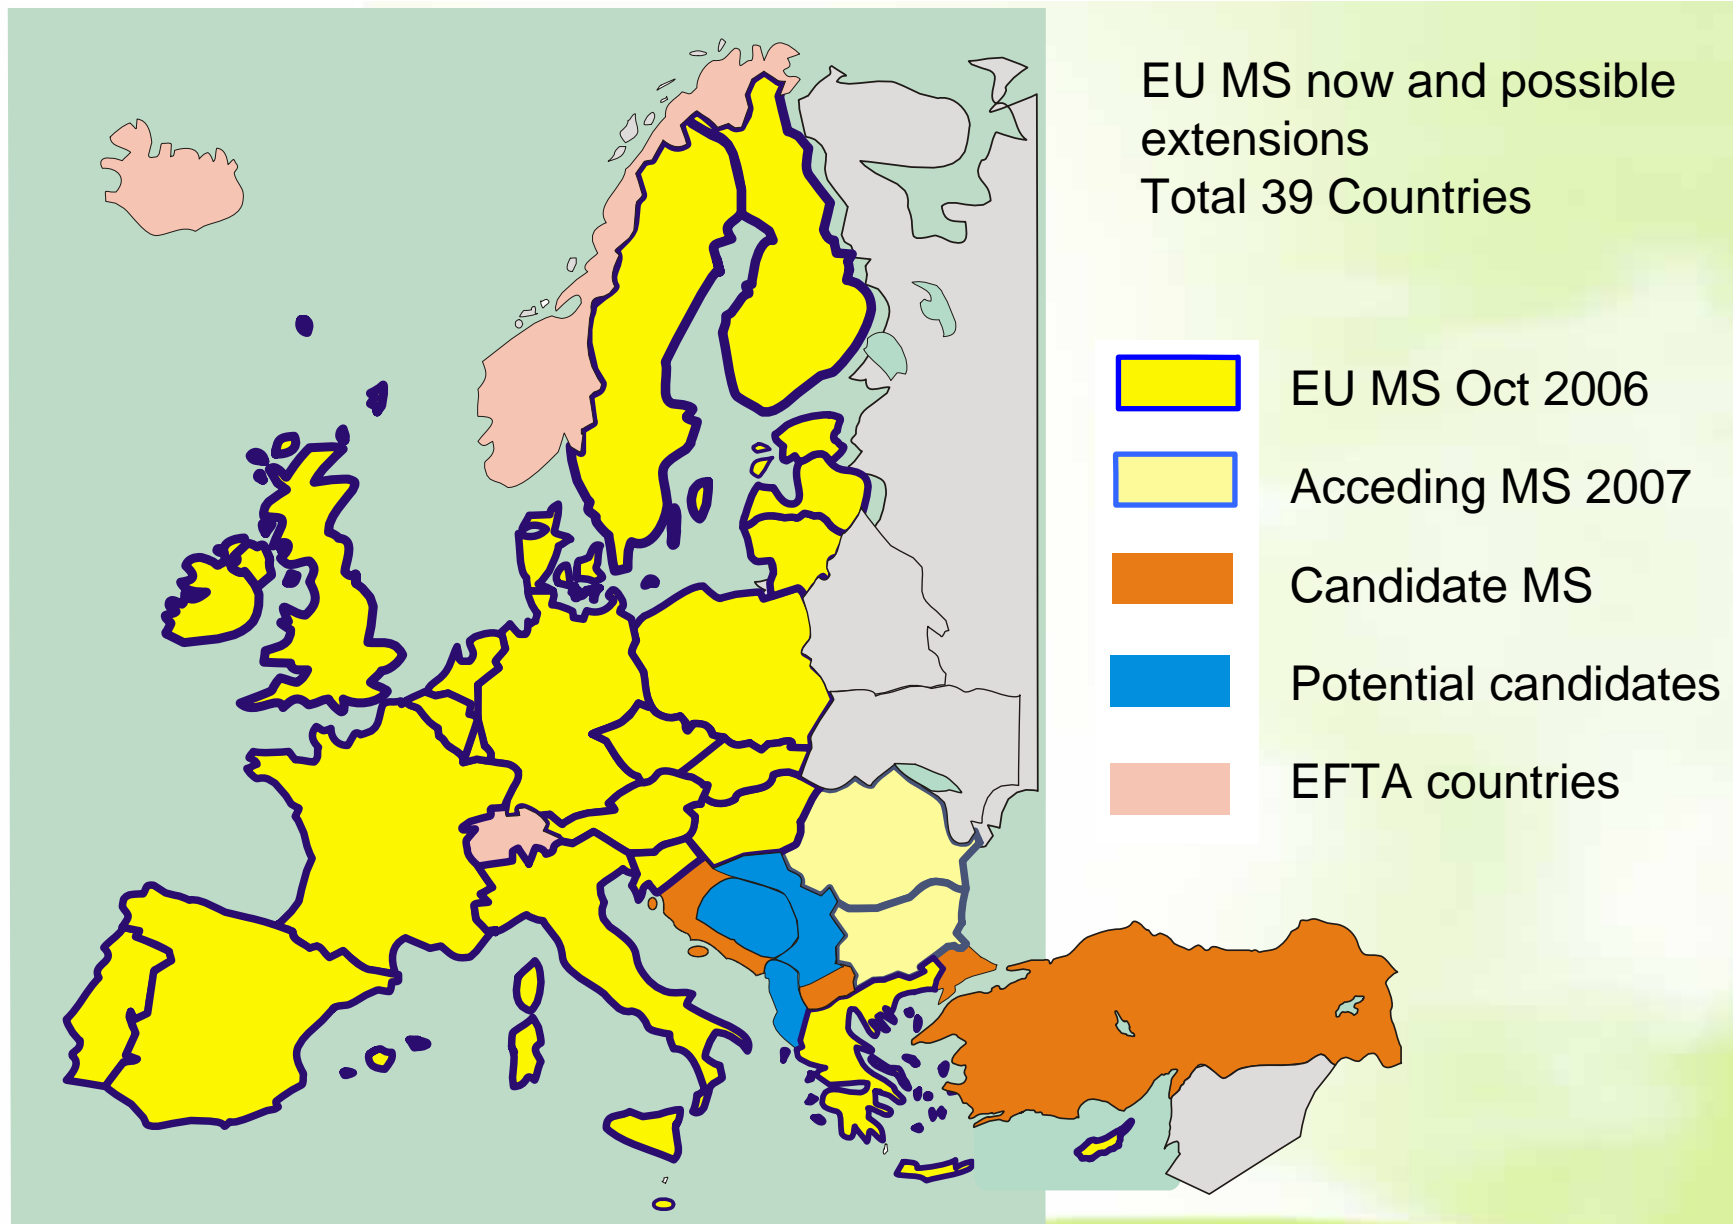 EU MS now and possible
extensions
Total 39 Countries
EU MS Oct 2006
Acceding MS 2007
Candidate MS
Potential candidates
EFTA countries